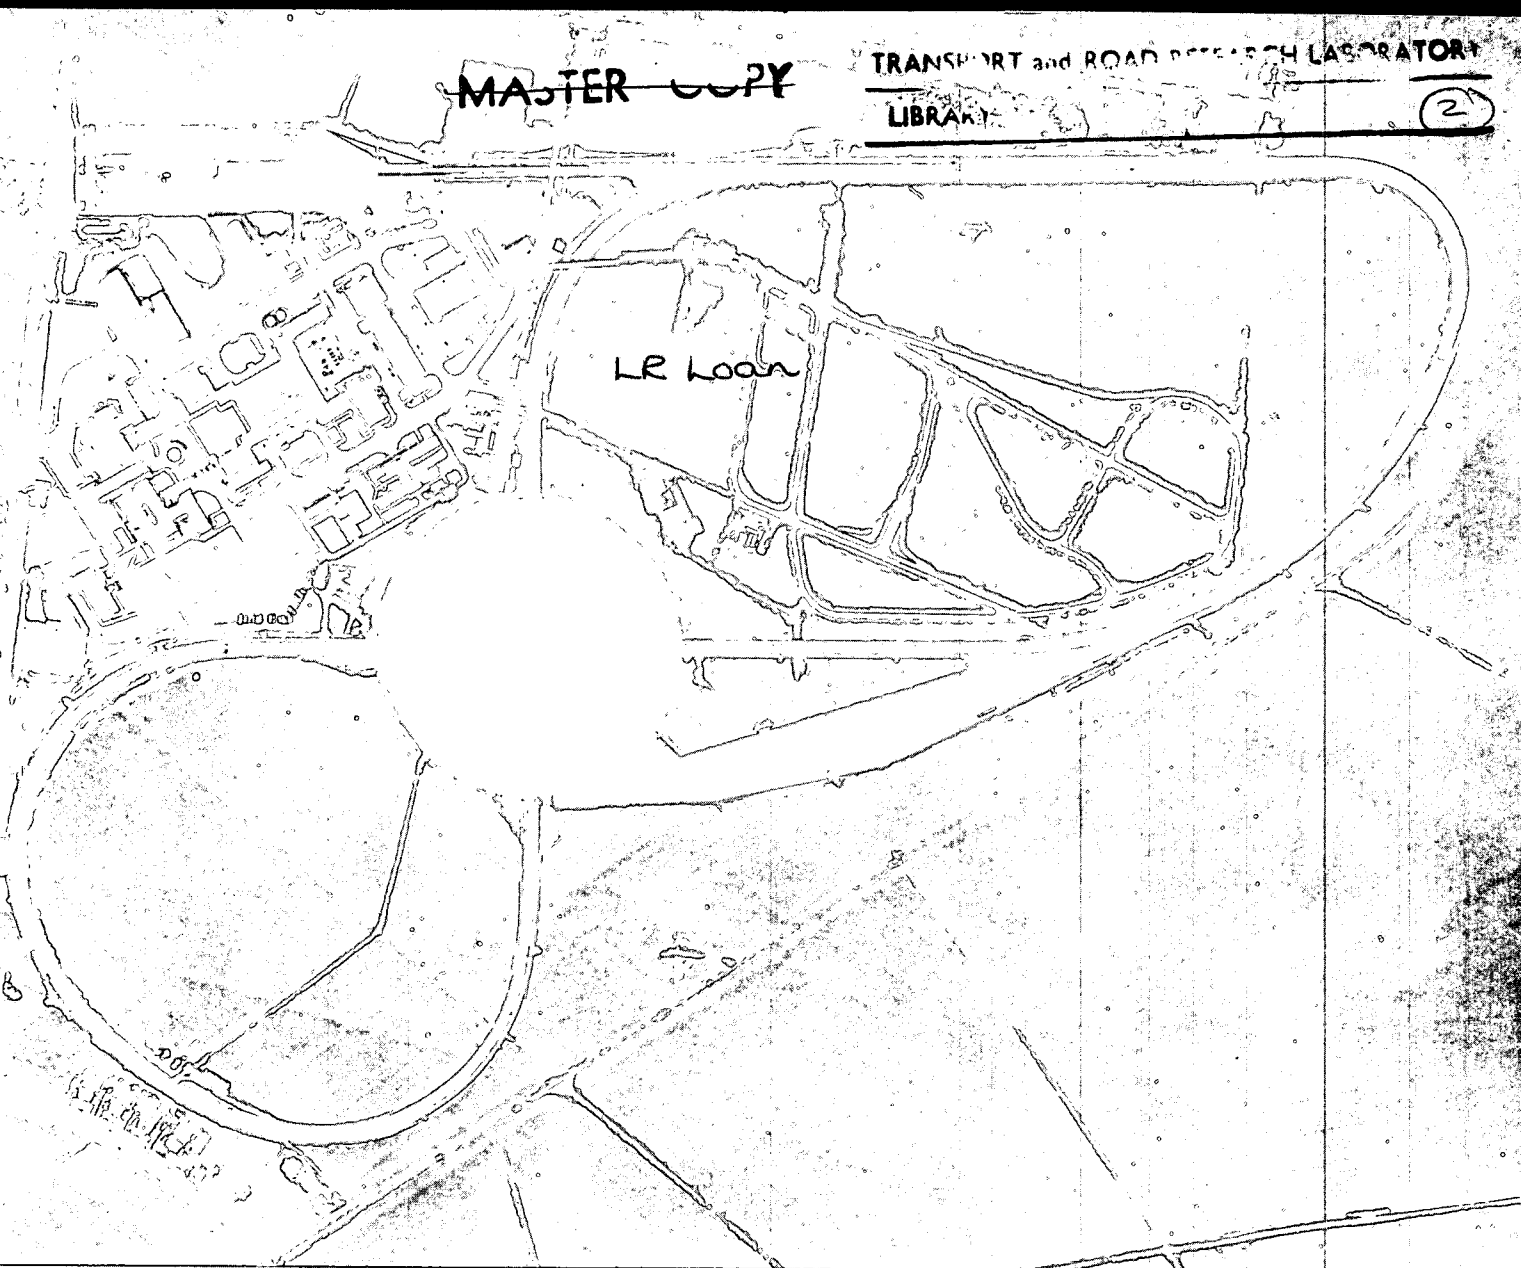 MASTER COPY
TRANSPORT and ROAD RESEARCH LABORATORY
LIBRARY
2
LR Loan